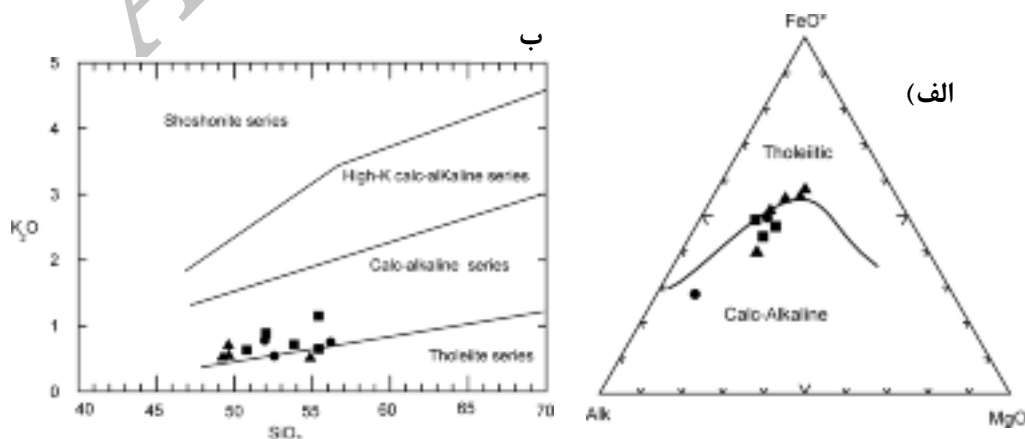 ب
5
4
3
2
1
0
K₂O
Shoshonite series
High-K calc-alKaline series
Calc-alkaline series
Tholeiite series
40 45 50 55 60 65 70
FeO*
الف)
Tholeiitic
Calc-Alkaline
Alk
MgO